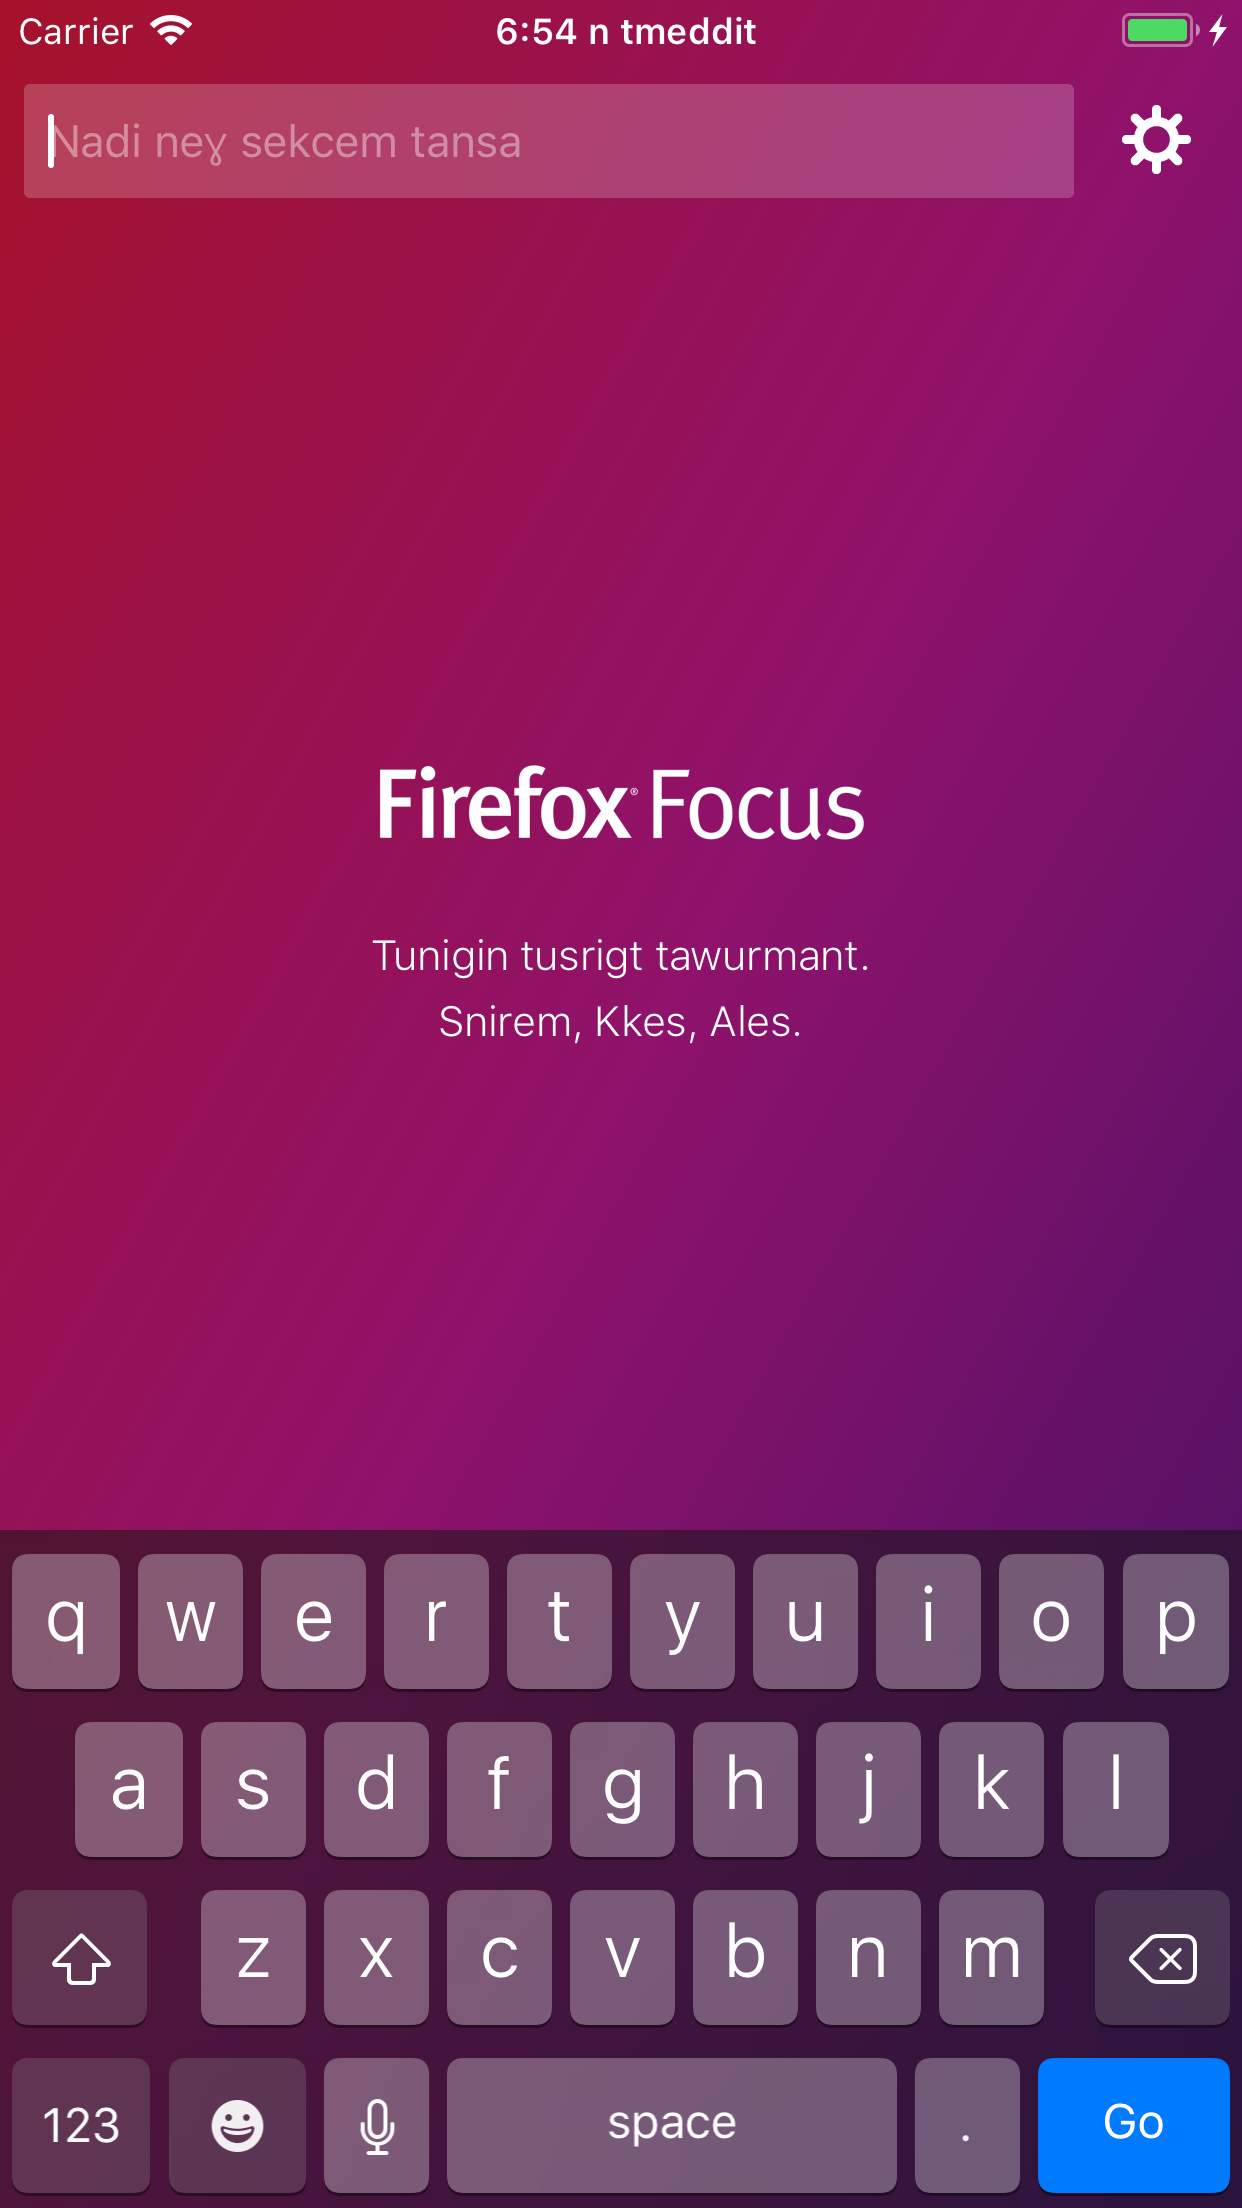 Carrier 6:54 n tmeddit
Nadi neɣ sekcem tansa
Firefox® Focus
Tunigin tusrigt tawurmant.
Snirem, Kkes, Ales.
q w e r t y u i o p
a s d f g h j k l
z x c v b n m
123 space . Go